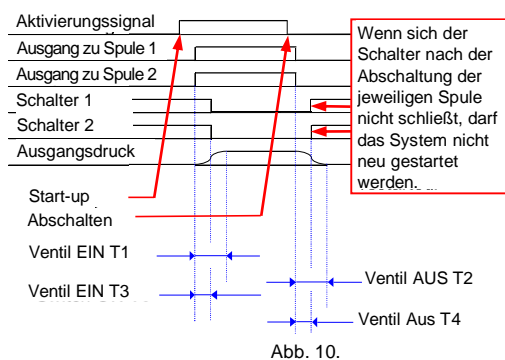 Aktivierungssignal
Ausgang zu Spule 1
Ausgang zu Spule 2
Schalter 1
Schalter 2
Ausgangsdruck
Wenn sich der
Schalter nach der
Abschaltung der
jeweiligen Spule
nicht schließt, darf
das System nicht
neu gestartet
werden.
Start-up
Abschalten
Ventil EIN T1
Ventil EIN T3
Ventil AUS T2
Ventil Aus T4
Abb. 10.